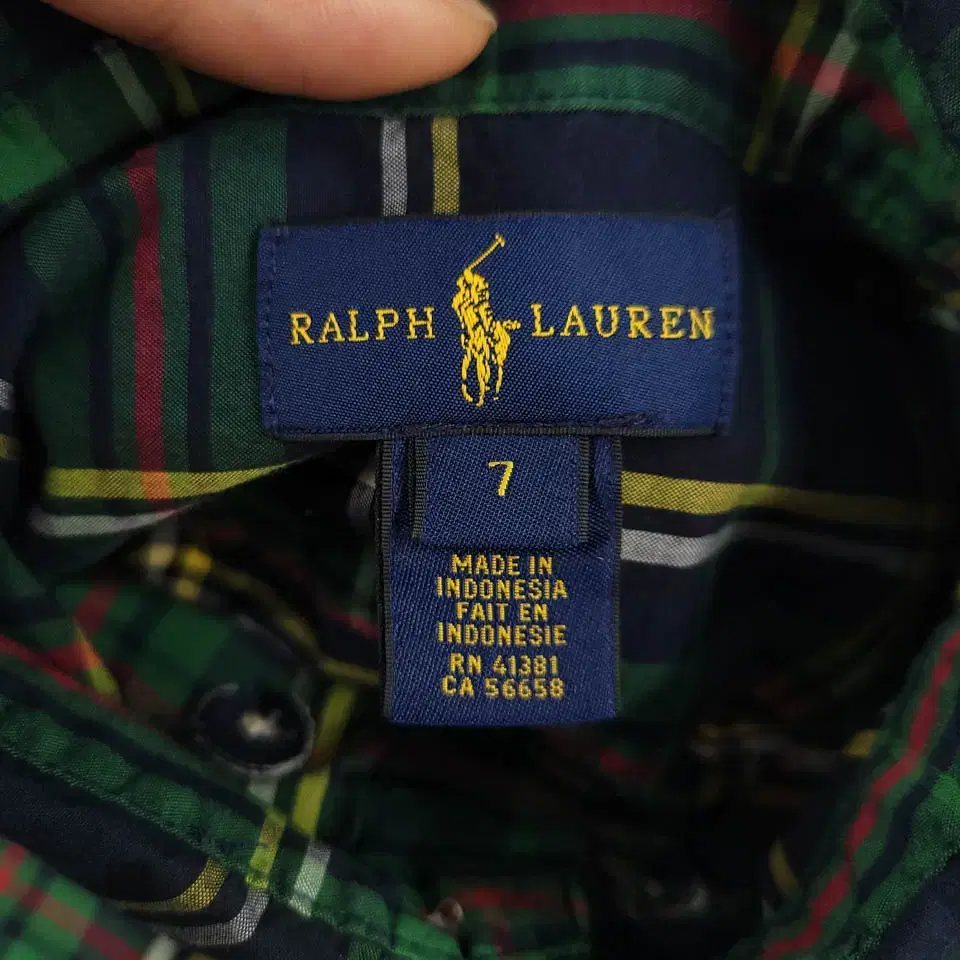 RALPH LAUREN
7
MADE IN
INDONESIA
FAIT EN
INDONESIE
RN 41381
CA 56658